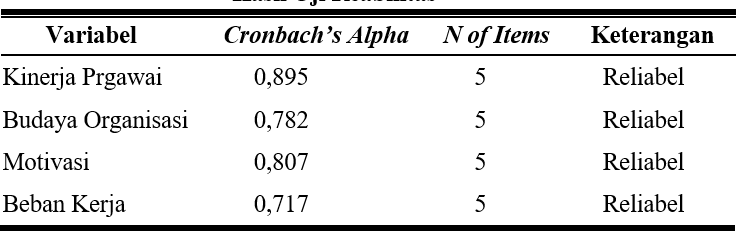 Variabel Cronbach’s Alpha N of Items Keterangan
Kinerja Prgawai 0,895 5 Reliabel
Budaya Organisasi 0,782 5 Reliabel
Motivasi 0,807 5 Reliabel
Beban Kerja 0,717 5 Reliabel